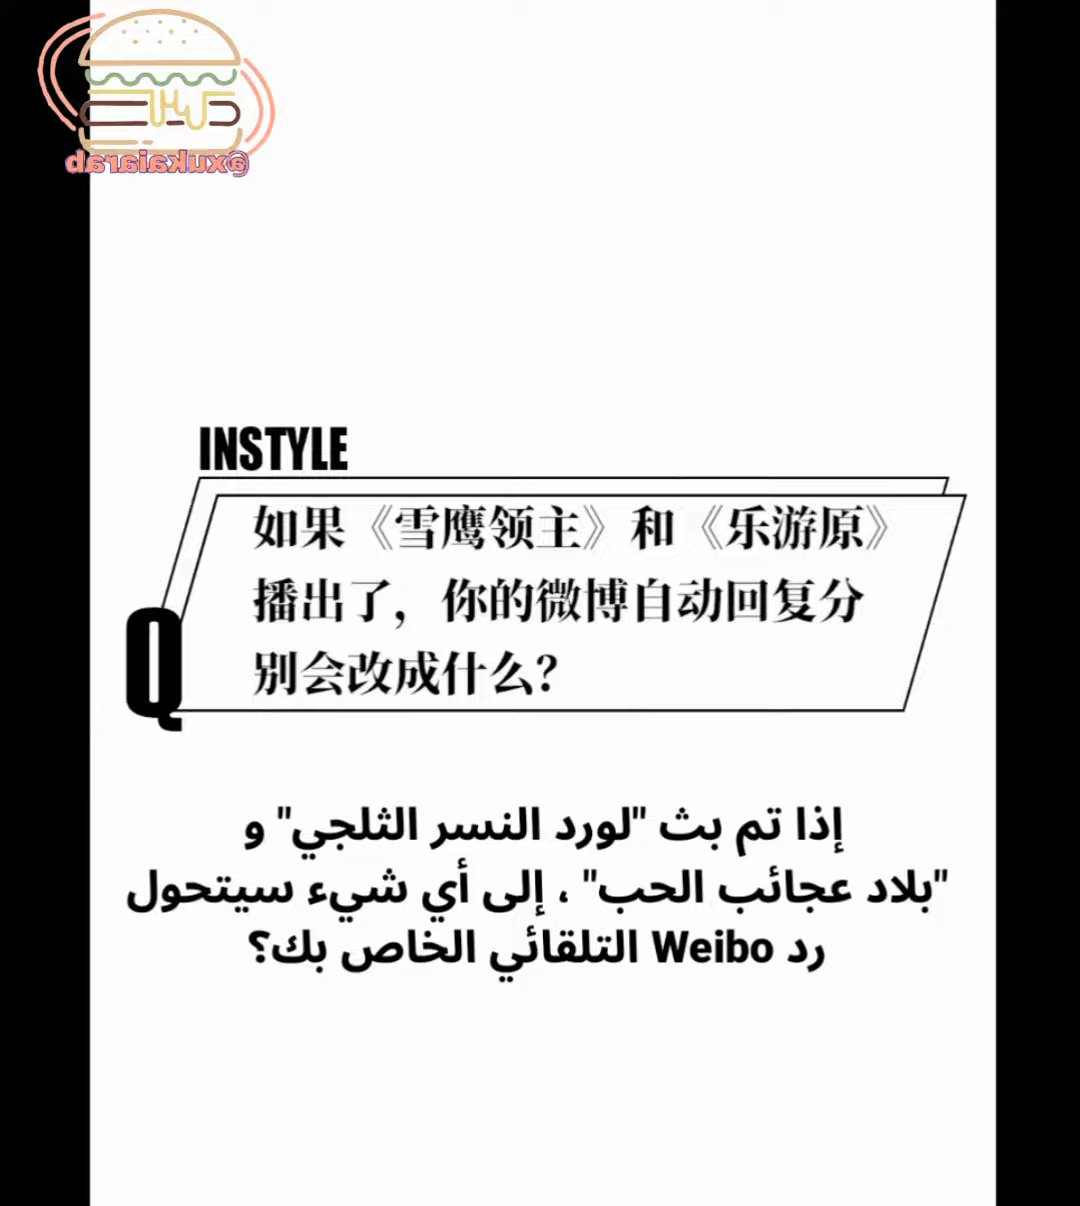 @xukaiarab
INSTYLE
如果《雪鹰领主》和《乐游原》
播出了，你的微博自动回复分
别会改成什么？
Q
إذا تم بث "لورد النسر الثلجي" و
"بلاد عجائب الحب" ، إلى أي شيء سيتحول
رد Weibo التلقائي الخاص بك؟